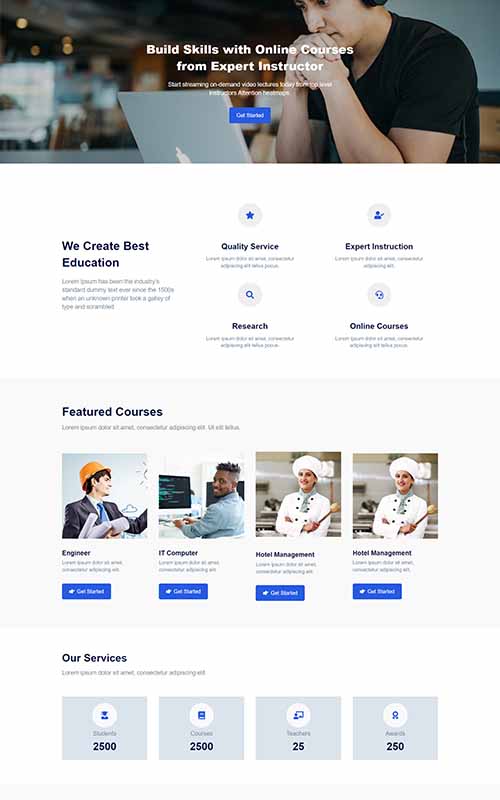 Build Skills with Online Courses
from Expert Instructor
Start streaming on-demand video lectures today from top level
instructors Attention heatmaps.
Get Started
We Create Best
Education
Lorem Ipsum has been the industry's
standard dummy text ever since the 1500s
when an unknown printer took a galley of
type and scrambled
Quality Service
Lorem ipsum dolor sit amet, consectetur
adipiscing elit tellus pocus.
Expert Instruction
Lorem ipsum dolor sit amet, consectetur
adipiscing elit.
Research
Lorem ipsum dolor sit amet, consectetur
adipiscing elit tellus pocus.
Online Courses
Lorem ipsum dolor sit amet, consectetur
adipiscing elit tellus pocus.
Featured Courses
Lorem ipsum dolor sit amet, consectetur adipiscing elit. Ut elit tellus.
Engineer
Lorem ipsum dolor sit amet,
consectetur adipiscing elit.
Get Started
IT Computer
Lorem ipsum dolor sit amet,
consectetur adipiscing elit.
Get Started
Hotel Management
Lorem ipsum dolor sit amet,
consectetur adipiscing elit.
Get Started
Hotel Management
Lorem ipsum dolor sit amet,
consectetur adipiscing elit.
Get Started
Our Services
Lorem ipsum dolor sit amet, consectetur adipiscing elit
Students
2500
Courses
2500
Teachers
25
Awards
250